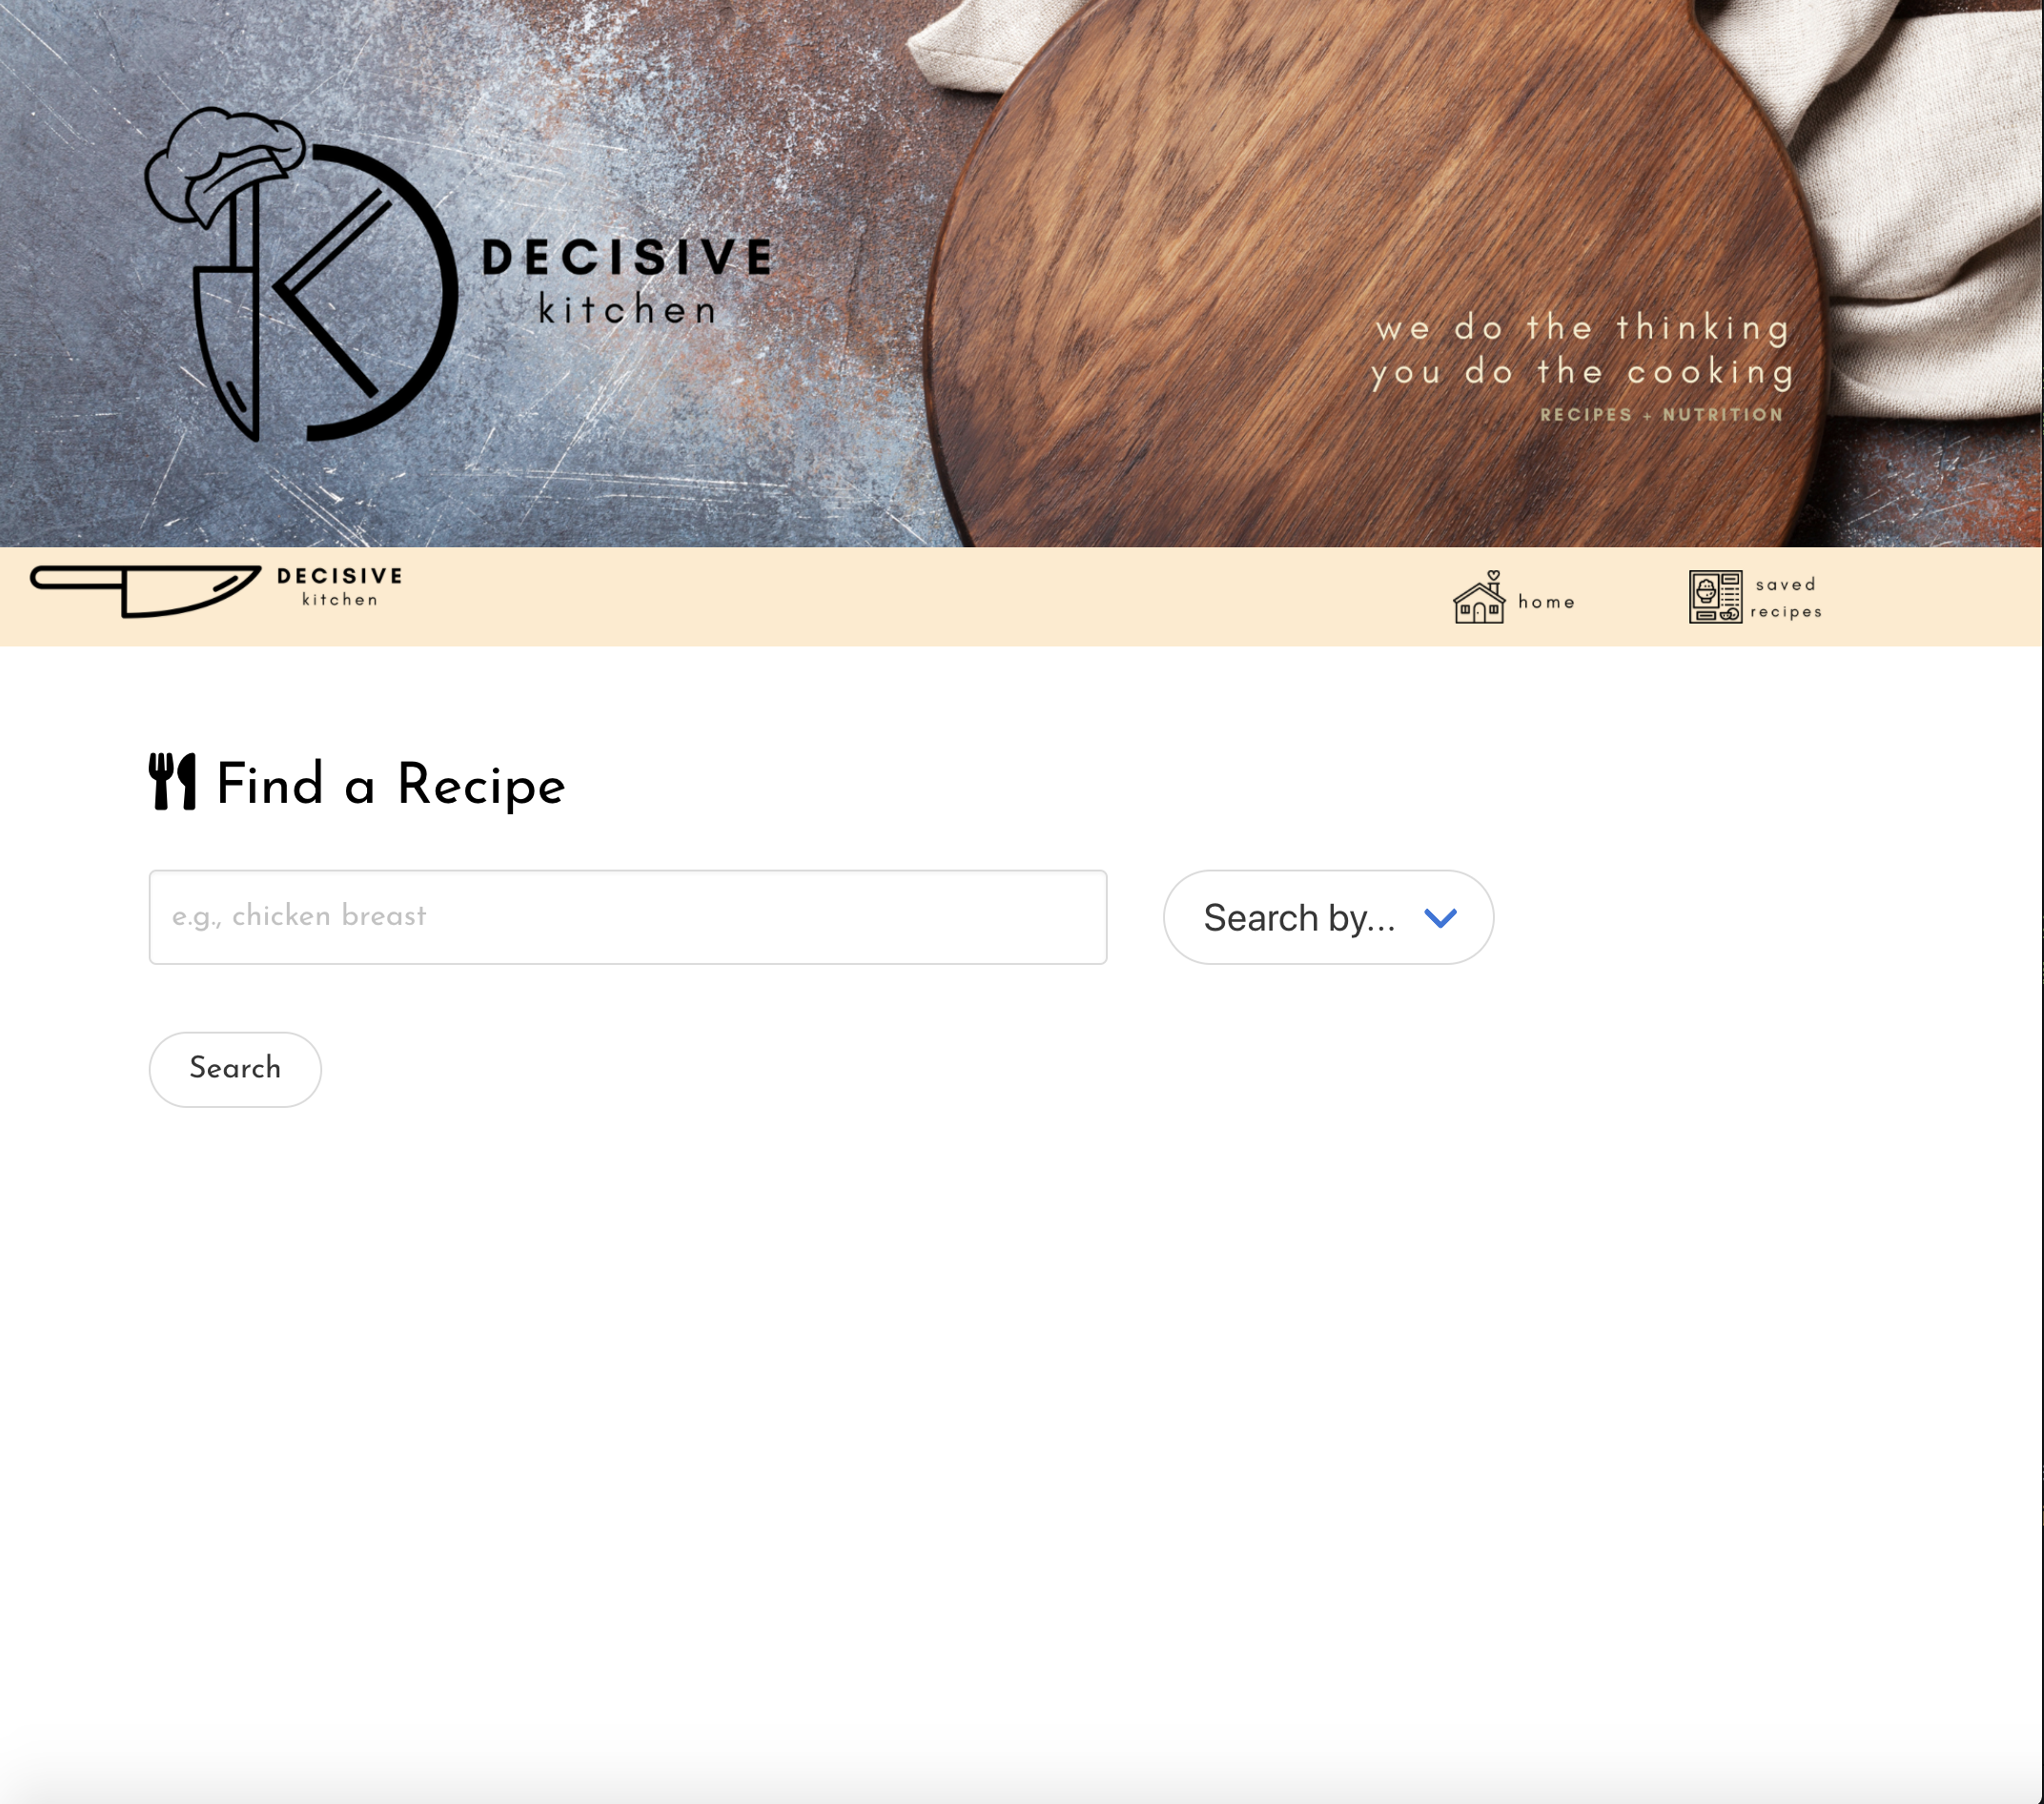 DECISIVE
kitchen
we do the thinking
you do the cooking
RECIPES + NUTRITION
DECISIVE
kitchen
home
saved
recipes
Find a Recipe
e.g., chicken breast
Search by...
Search